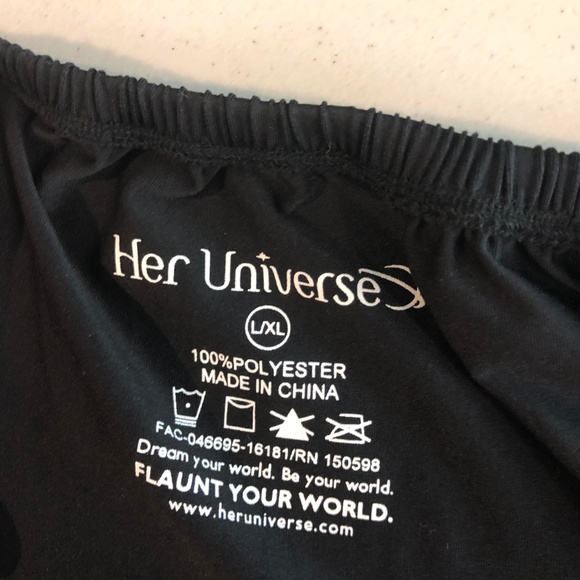 Her Universe
L/XL
100%POLYESTER
MADE IN CHINA
FAC-046695-16181/RN 150598
Dream your world. Be your world.
FLAUNT YOUR WORLD.
www.heruniverse.com